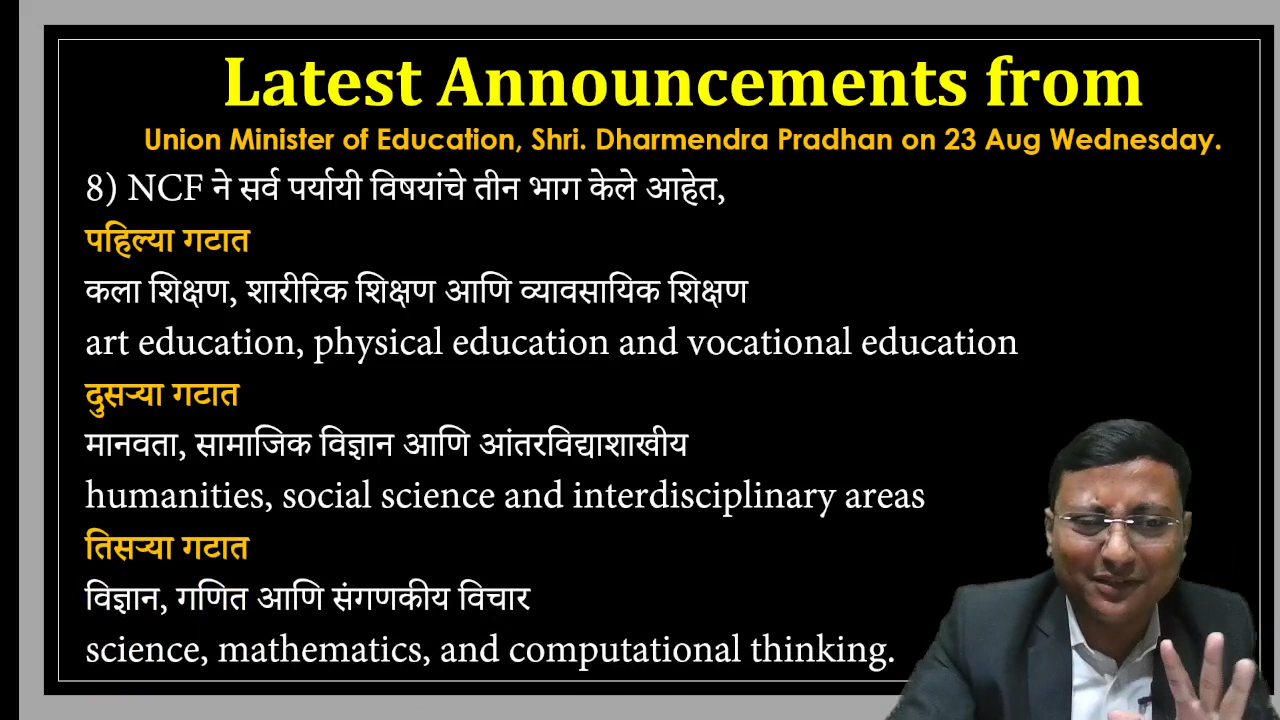 Latest Announcements from
Union Minister of Education, Shri. Dharmendra Pradhan on 23 Aug Wednesday.
8) NCF ने सर्व पर्यायी विषयांचे तीन भाग केले आहेत,
पहिल्या गटात
कला शिक्षण, शारीरिक शिक्षण आणि व्यावसायिक शिक्षण
art education, physical education and vocational education
दुसऱ्या गटात
मानवता, सामाजिक विज्ञान आणि आंतरविद्याशाखीय
humanities, social science and interdisciplinary areas
तिसऱ्या गटात
विज्ञान, गणित आणि संगणकीय विचार
science, mathematics, and computational thinking.